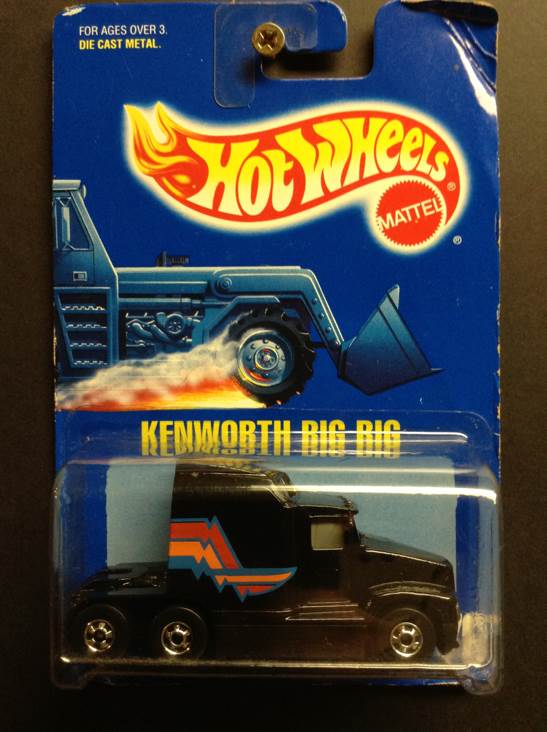 FOR AGES OVER 3.
DIE CAST METAL.
HOT WHEELS ®
MATTEL
®
KENWORTH BIG RIG